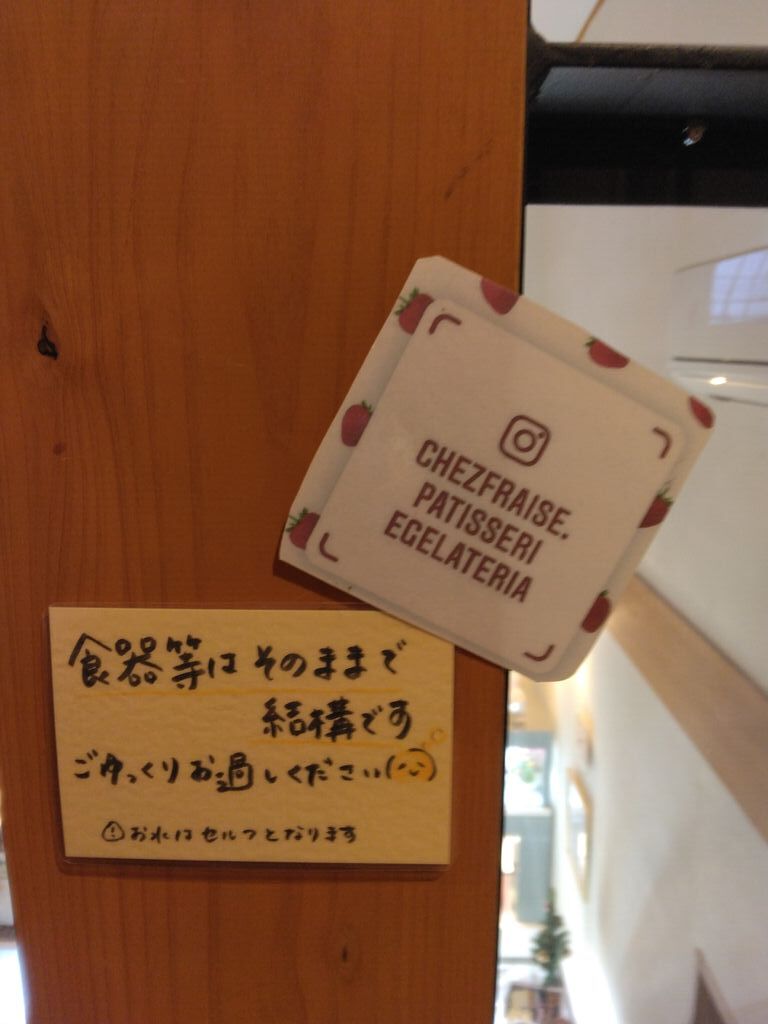 CHEZFRAISE.
PATISSERI
EGELATERIA
食器等は そのままで
結構です
ごゆっくりお過しください
お水はセルフとなります